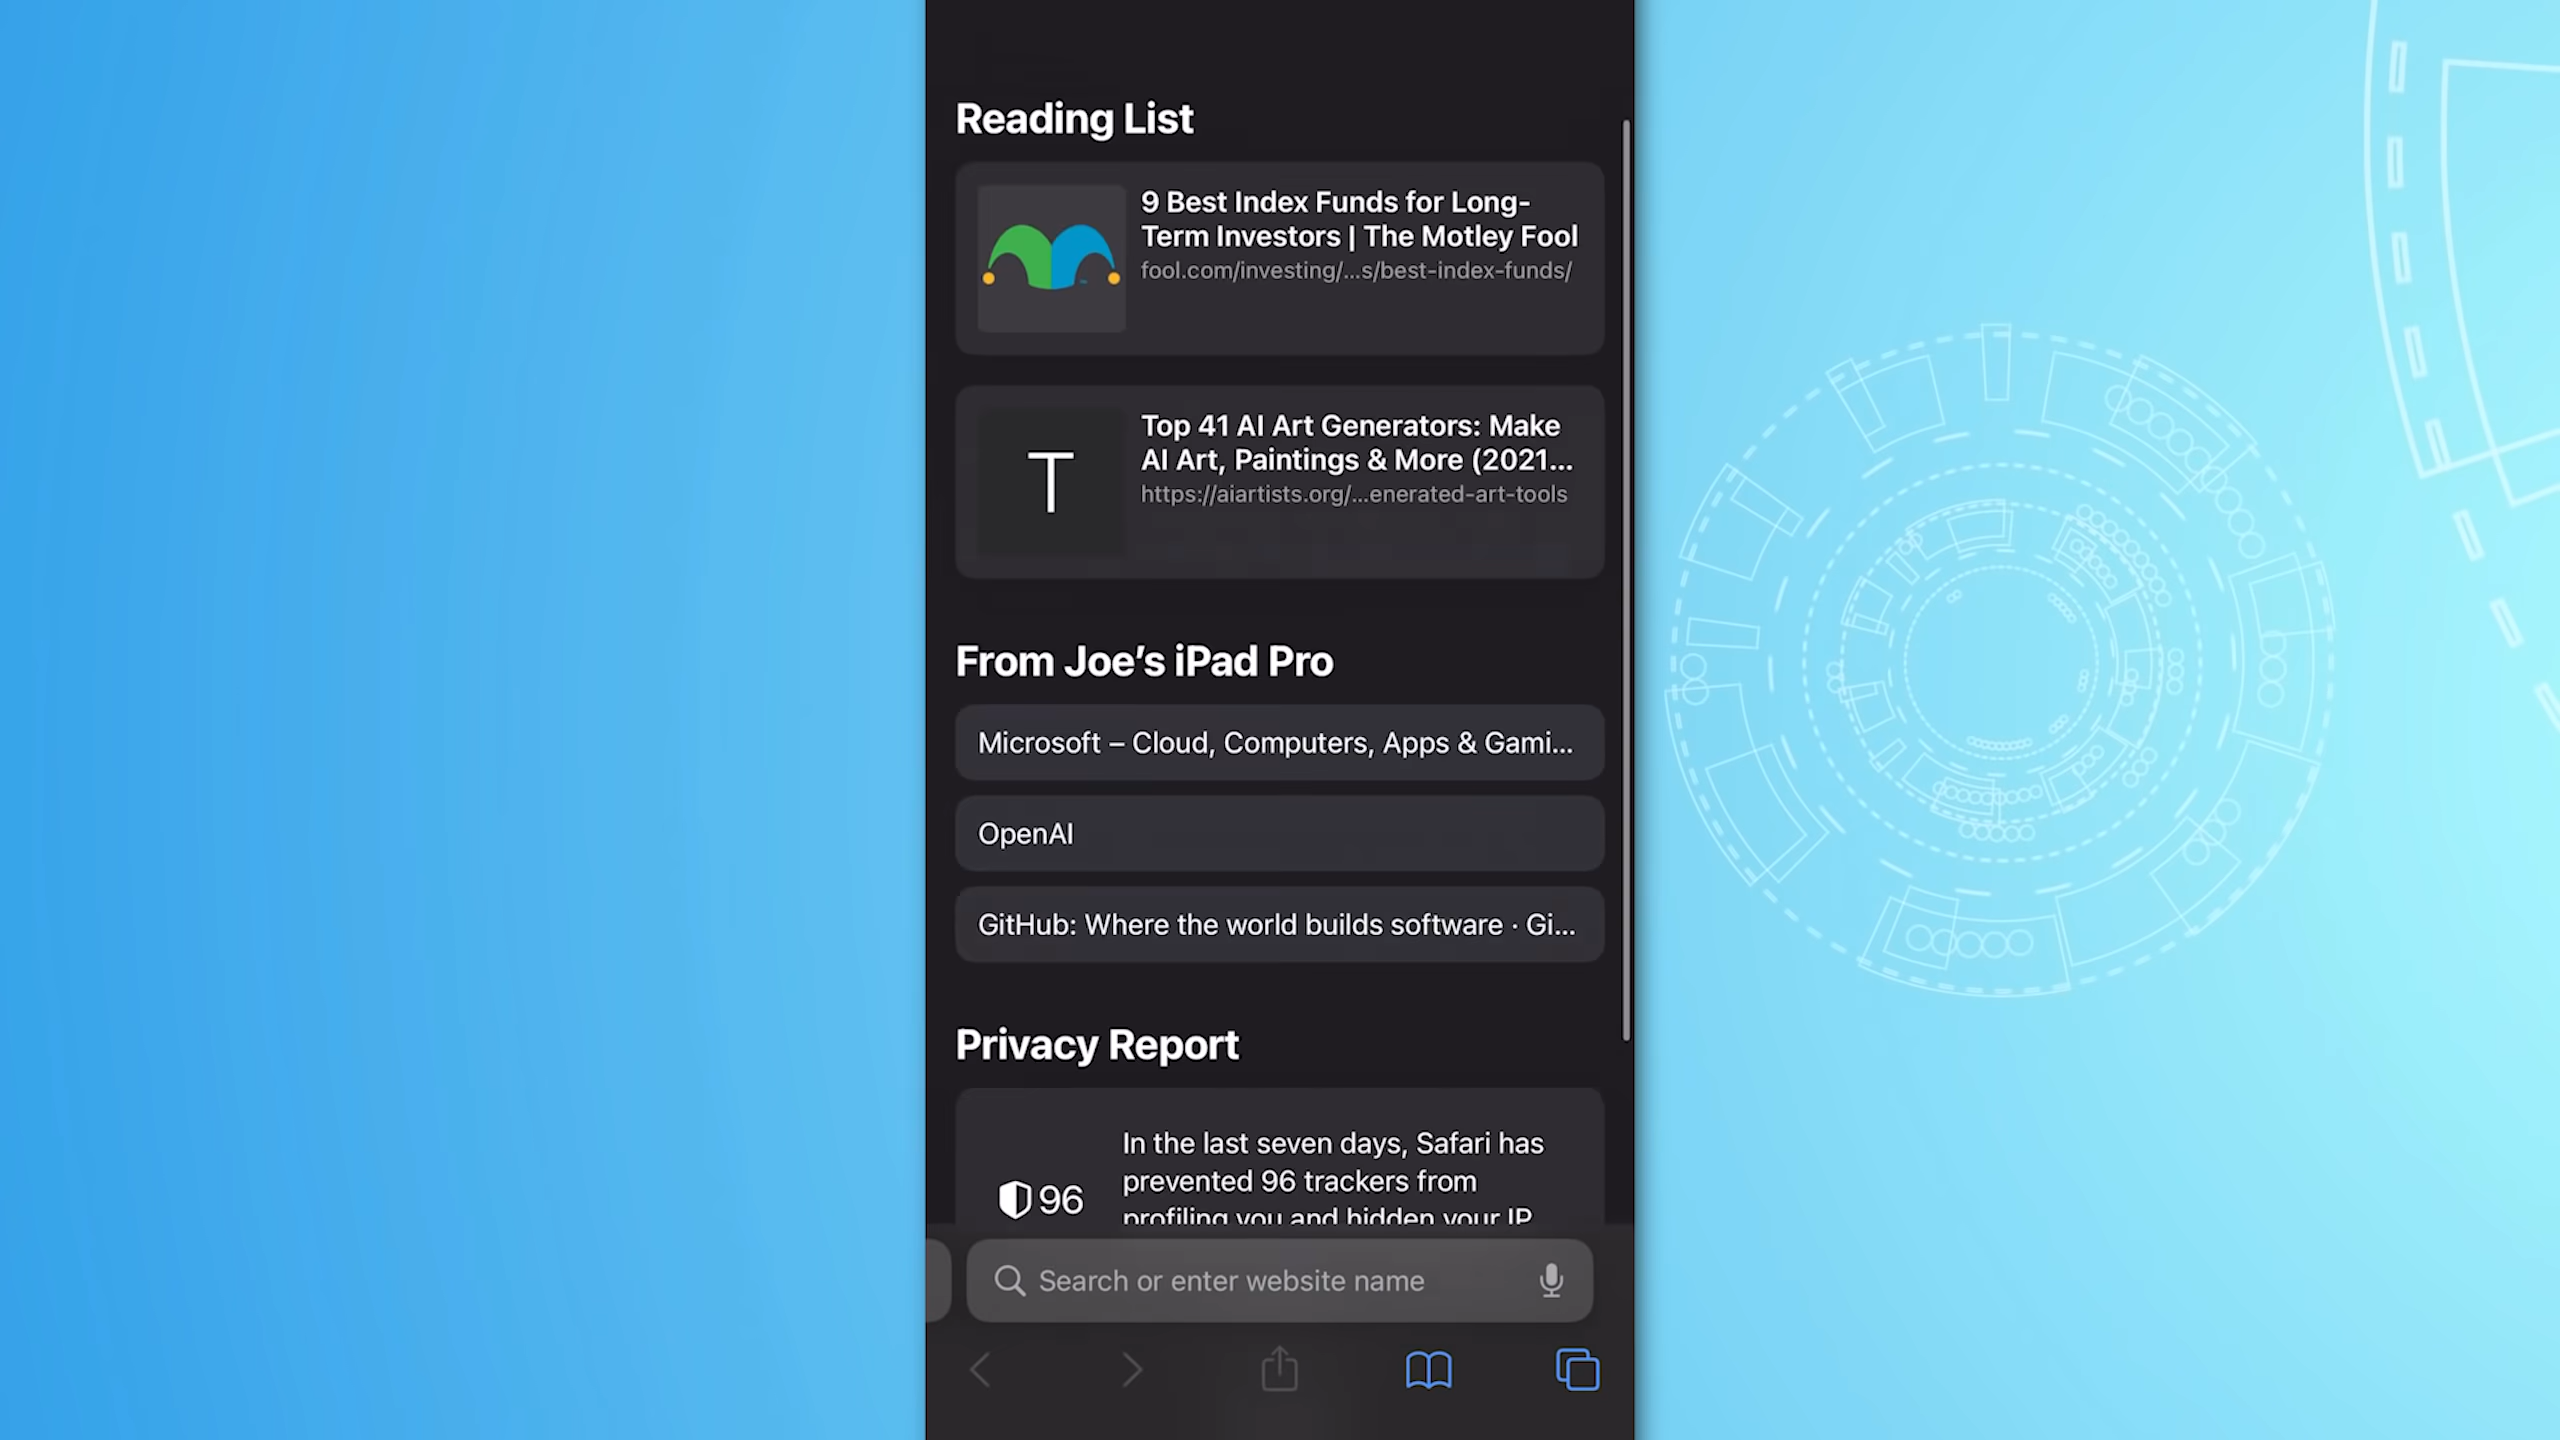 Reading List
9 Best Index Funds for Long-
Term Investors | The Motley Fool
fool.com/investing/...s/best-index-funds/
T
Top 41 AI Art Generators: Make
AI Art, Paintings & More (2021...
https://aiartists.org/...enerated-art-tools
From Joe’s iPad Pro
Microsoft – Cloud, Computers, Apps & Gami...
OpenAI
GitHub: Where the world builds software · Gi...
Privacy Report
96
In the last seven days, Safari has
prevented 96 trackers from
profiling you and hidden your IP
Search or enter website name